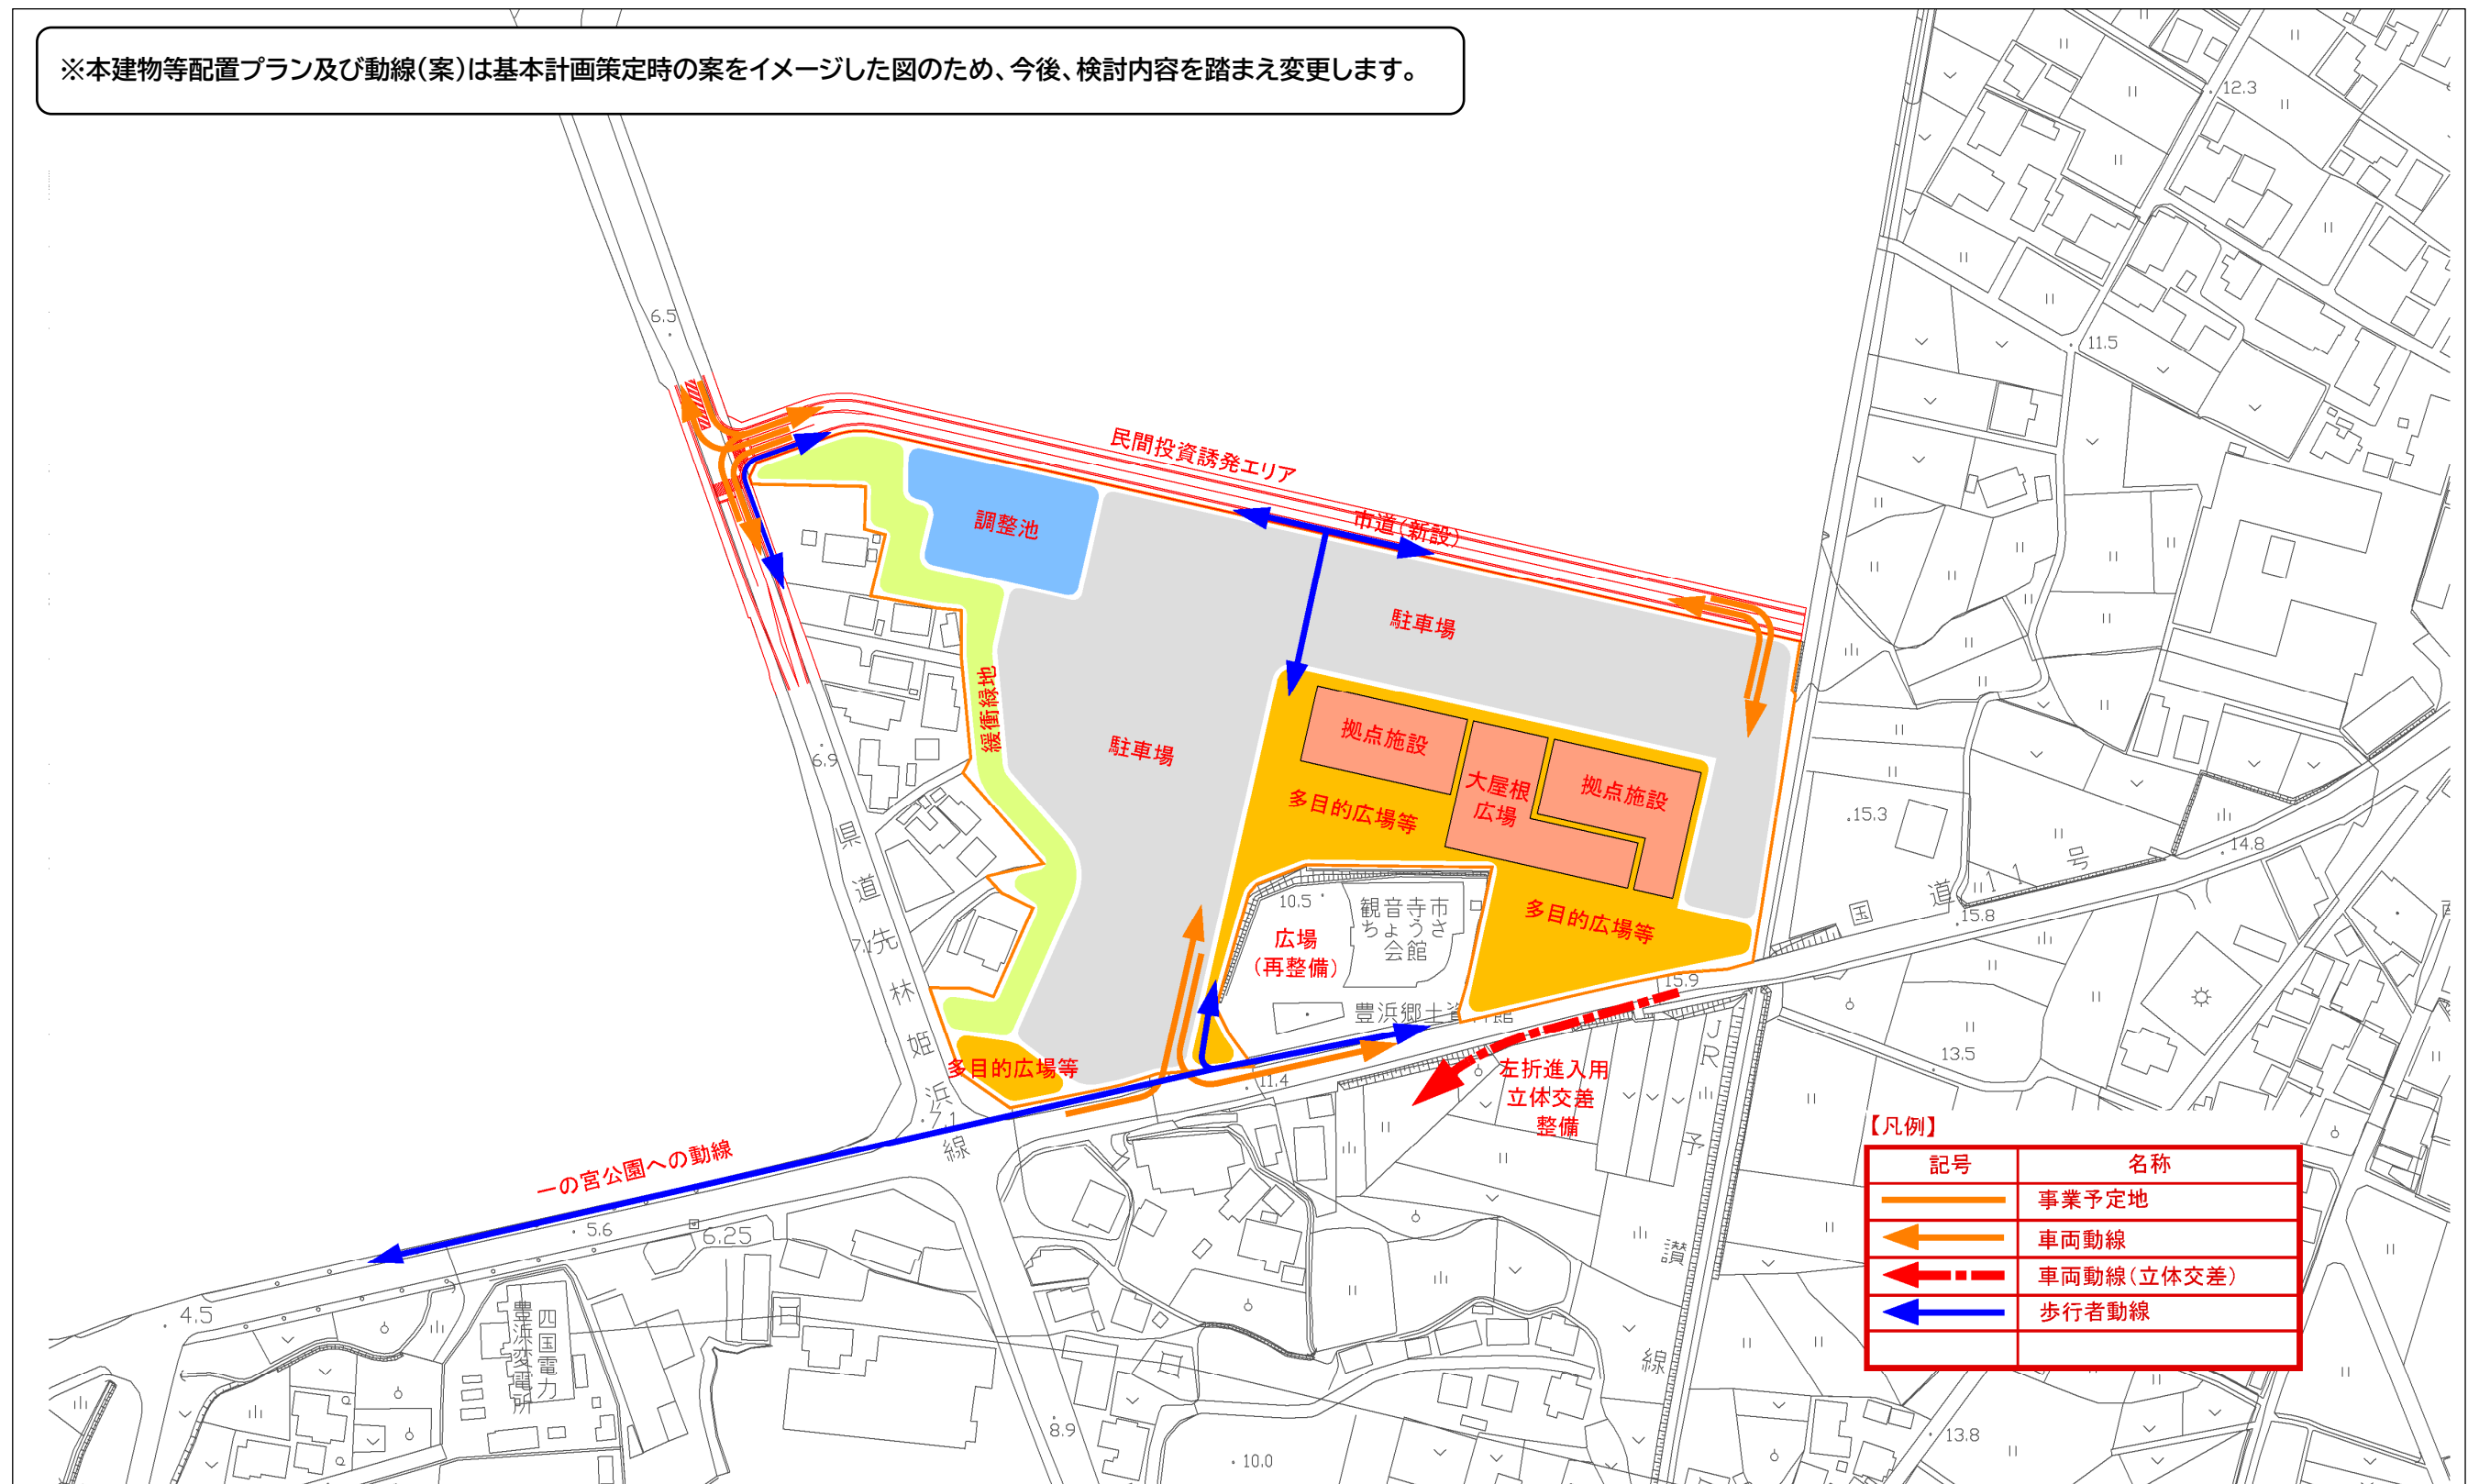 ※本建物等配置プラン及び動線(案)は基本計画策定時の案をイメージした図のため、今後、検討内容を踏まえ変更します。
12.3
6.5
11.5
民間投資誘発エリア
市道(新設)
調整池
駐車場
緩衝緑地
駐車場
拠点施設
大屋根
広場
拠点施設
多目的広場等
6.9
15.3
14.8
国道11号
15.8
10.5
観音寺市
ちょうさ
会館
広場
(再整備)
多目的広場等
15.9
豊浜郷土資
館
県道先林姫浜線
7.1
7.1
多目的広場等
11.4
左折進入用
立体交差
整備
13.5
JR予讃線
一の宮公園への動線
5.6
6.25
4.5
四国電力
豊浜変電所
8.9
10.0
13.8
【凡例】
記号 名称
事業予定地
車両動線
車両動線(立体交差)
歩行者動線